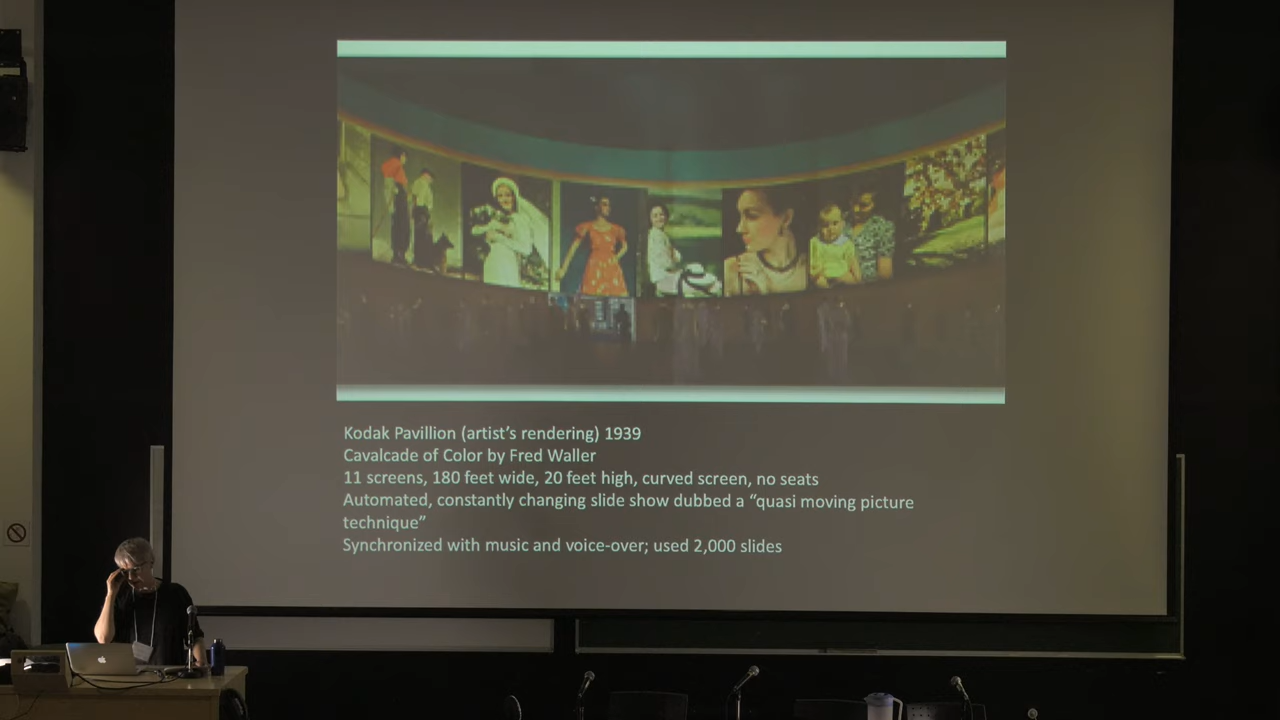 Kodak Pavillion (artist's rendering) 1939
Cavalcade of Color by Fred Waller
11 screens, 180 feet wide, 20 feet high, curved screen, no seats
Automated, constantly changing slide show dubbed a “quasi moving picture
technique”
Synchronized with music and voice-over; used 2,000 slides